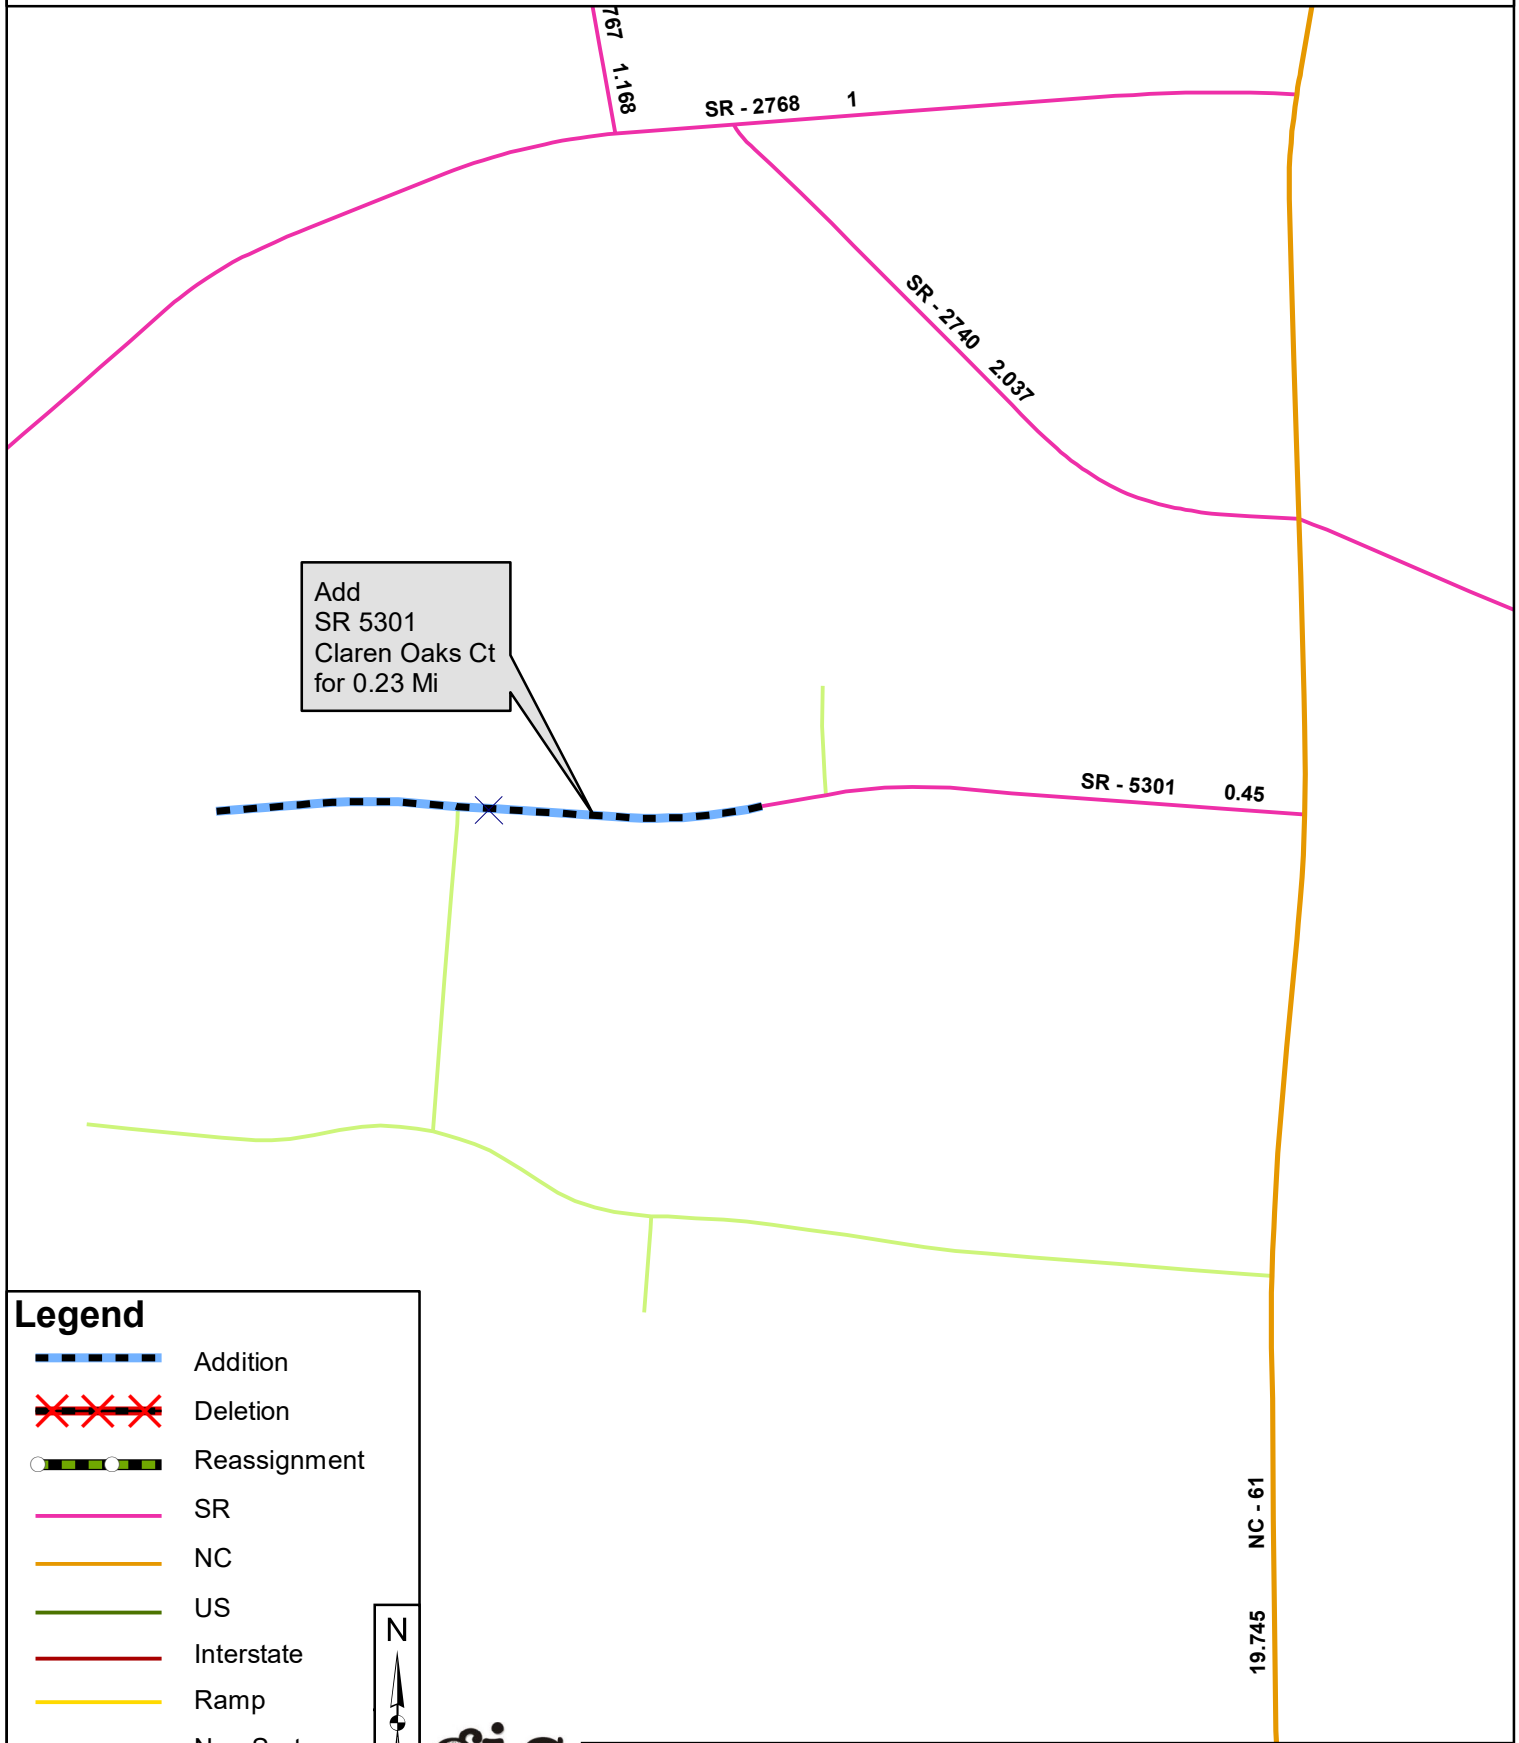 767 1.168
SR - 2768 1
SR - 2740 2.037
Add
SR 5301
Claren Oaks Ct
for 0.23 Mi
SR - 5301 0.45
NC - 61
19.745
Legend
Addition
Deletion
Reassignment
SR
NC
US
Interstate
Ramp
N